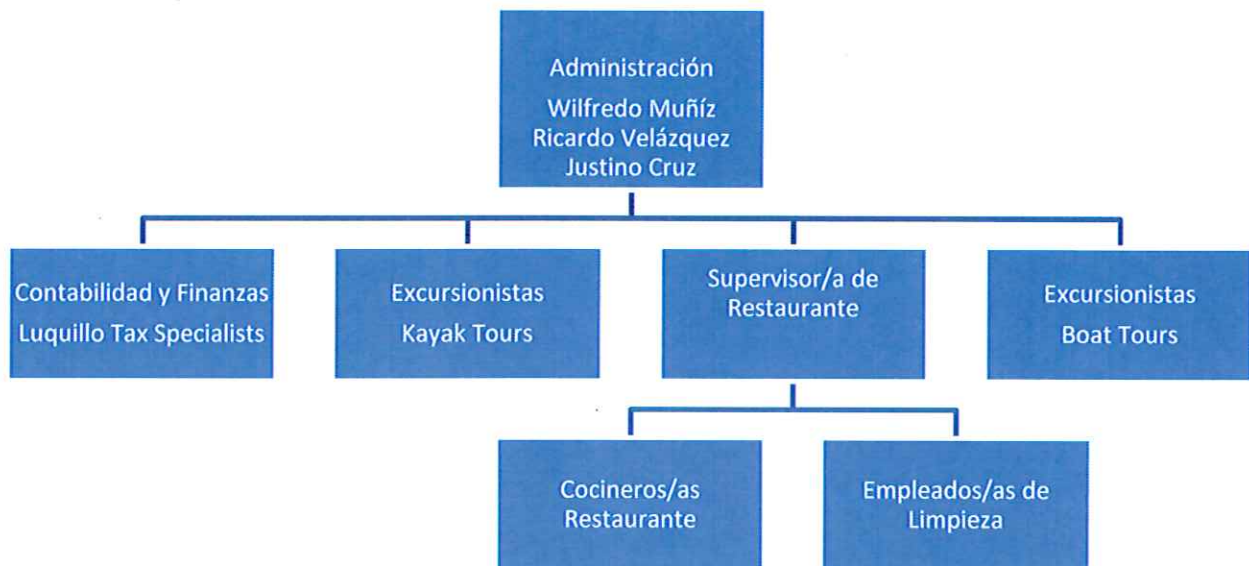 Administración
Wilfredo Muñíz
Ricardo Velázquez
Justino Cruz
Contabilidad y Finanzas
Luquillo Tax Specialists
Excursionistas
Kayak Tours
Supervisor/a de
Restaurante
Excursionistas
Boat Tours
Cocineros/as
Restaurante
Empleados/as de
Limpieza